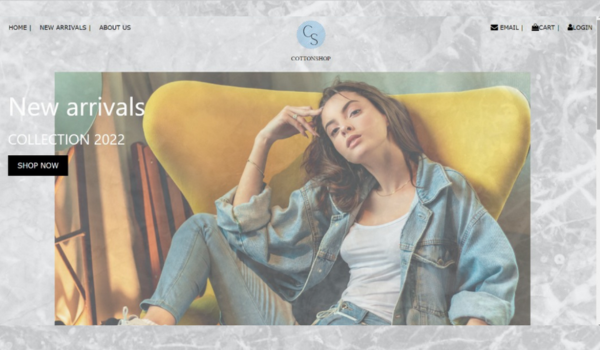 HOME |
NEW ARRIVALS |
ABOUT US
CS
COTTONSHOP
EMAIL |
CART |
LOGIN
New arrivals
COLLECTION 2022
SHOP NOW